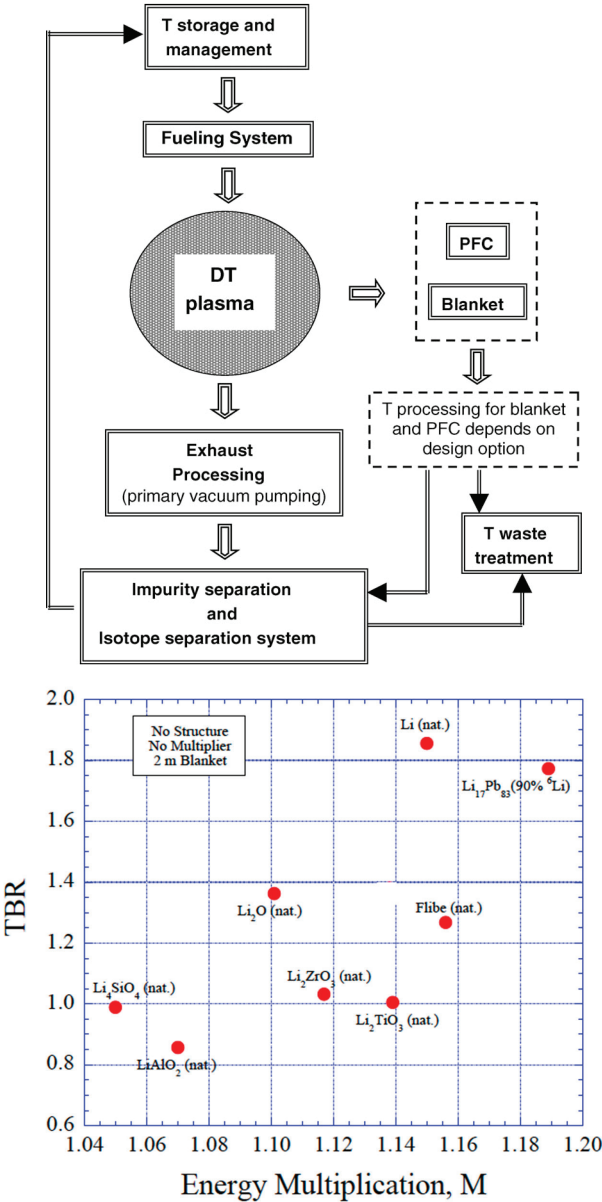 T storage and
management
Fueling System
DT
plasma
PFC
Blanket
T processing for blanket
and PFC depends on
design option
Exhaust
Processing
(primary vacuum pumping)
T waste
treatment
Impurity separation
and
Isotope separation system
2.0
1.8
1.6
1.4
1.2
1.0
0.8
0.6
TBR
No Structure
No Multiplier
2 m Blanket
Li (nat.)
Li₁₇Pb₈₃(90% ⁶Li)
Li₂O (nat.)
Flibe (nat.)
Li₂ZrO₃ (nat.)
Li₄SiO₄ (nat.)
Li₂TiO₃ (nat.)
LiAlO₂ (nat.)
1.04 1.06 1.08 1.10 1.12 1.14 1.16 1.18 1.20
Energy Multiplication, M